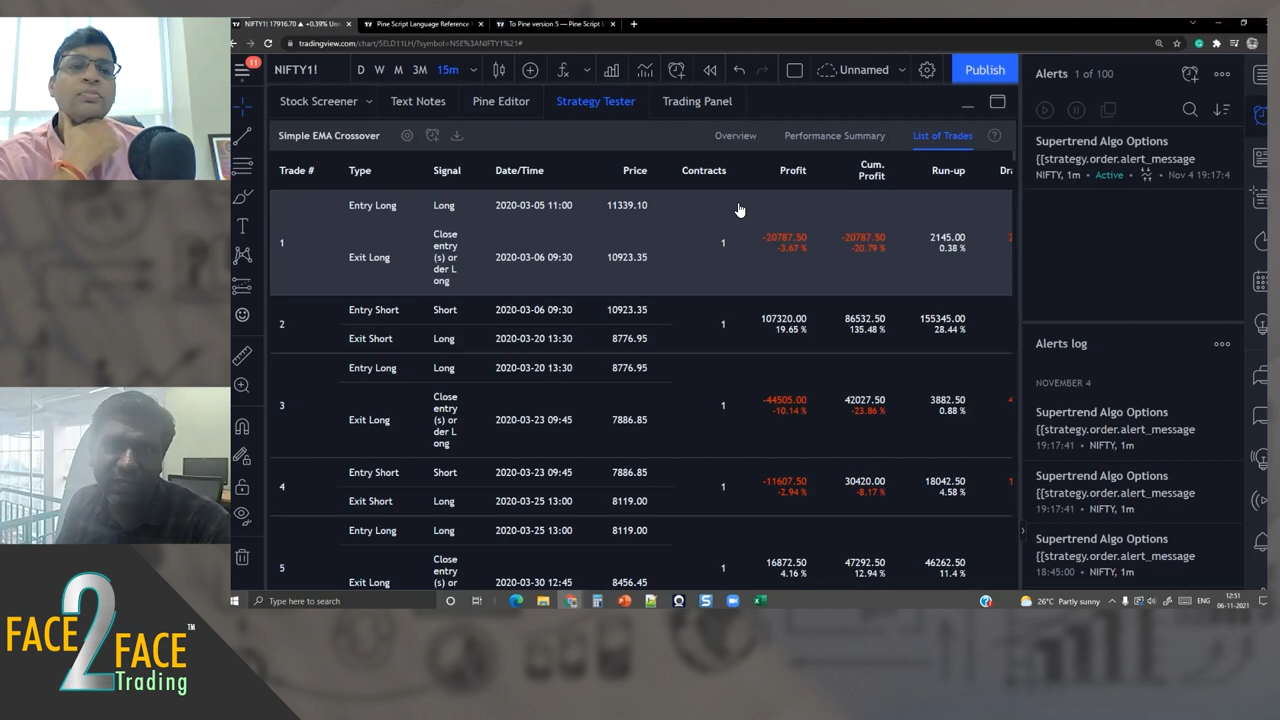 NIFTY1! 17916.70 ▲ +0.39% Un
Pine Script Language Reference
To Pine version 5 — Pine Script
tradingview.com/chart/SELD11LH/?symbol=NSE%3ANIFTY1%21#
11
NIFTY1!
D W M 3M 15m
Unnamed
Publish
Stock Screener
Text Notes
Pine Editor
Strategy Tester
Trading Panel
Simple EMA Crossover
Overview
Performance Summary
List of Trades
Trade # Type Signal Date/Time Price Contracts Profit Cum. Profit Run-up Dra
Entry Long Long 2020-03-05 11:00 11339.10
1 Exit Long Close entry (s) or der L ong 2020-03-06 09:30 10923.35 1 -20787.50 -20787.50 2145.00
-3.67 % -20.79 % 0.38 %
Entry Short Short 2020-03-06 09:30 10923.35
2 1 107320.00 86532.50 155345.00
19.65 % 135.48 % 28.44 %
Exit Short Long 2020-03-20 13:30 8776.95
Entry Long Long 2020-03-20 13:30 8776.95
3 Exit Long Close entry (s) or der L ong 2020-03-23 09:45 7886.85 1 -44505.00 42027.50 3882.50
-10.14 % -23.86 % 0.88 %
Entry Short Short 2020-03-23 09:45 7886.85
4 1 -11607.50 30420.00 18042.50
-2.94 % -8.17 % 4.58 %
Exit Short Long 2020-03-25 13:00 8119.00
Entry Long Long 2020-03-25 13:00 8119.00
5 Exit Long Close entry (s) or 2020-03-30 12:45 8456.45 1 16872.50 47292.50 46262.50
4.16 % 12.94 % 11.4 %
Alerts 1 of 100
Supertrend Algo Options
{{strategy.order.alert_message
NIFTY, 1m • Active • Nov 4 19:17:4
Alerts log
NOVEMBER 4
Supertrend Algo Options
{{strategy.order.alert_message
19:17:41 • NIFTY, 1m
Supertrend Algo Options
{{strategy.order.alert_message
19:17:41 • NIFTY, 1m
Supertrend Algo Options
{{strategy.order.alert_message
18:45:00 • NIFTY, 1m
Type here to search
26°C Partly sunny
ENG
12:51
06-11-2021
FACE
2
FACE
Trading
TM